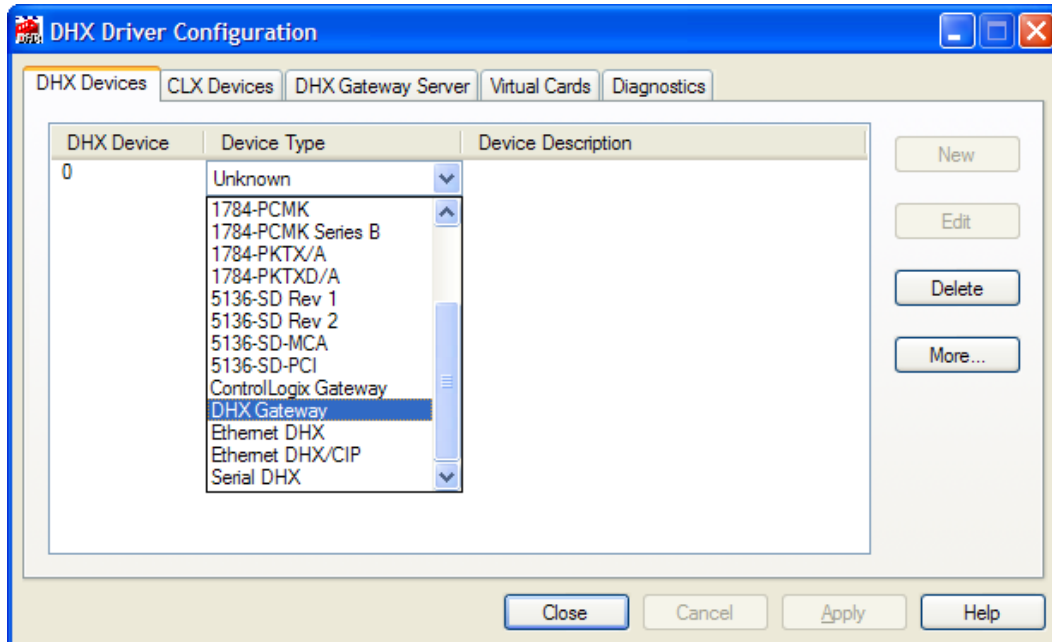 DHX Driver Configuration
DHX Devices CLX Devices DHX Gateway Server Virtual Cards Diagnostics
DHX Device Device Type Device Description
0 Unknown
1784-PCMK
1784-PCMK Series B
1784-PKTX/A
1784-PKTXD/A
5136-SD Rev 1
5136-SD Rev 2
5136-SD-MCA
5136-SD-PCI
ControlLogix Gateway
DHX Gateway
Ethernet DHX
Ethernet DHX/CIP
Serial DHX
New
Edit
Delete
More...
Close Cancel Apply Help